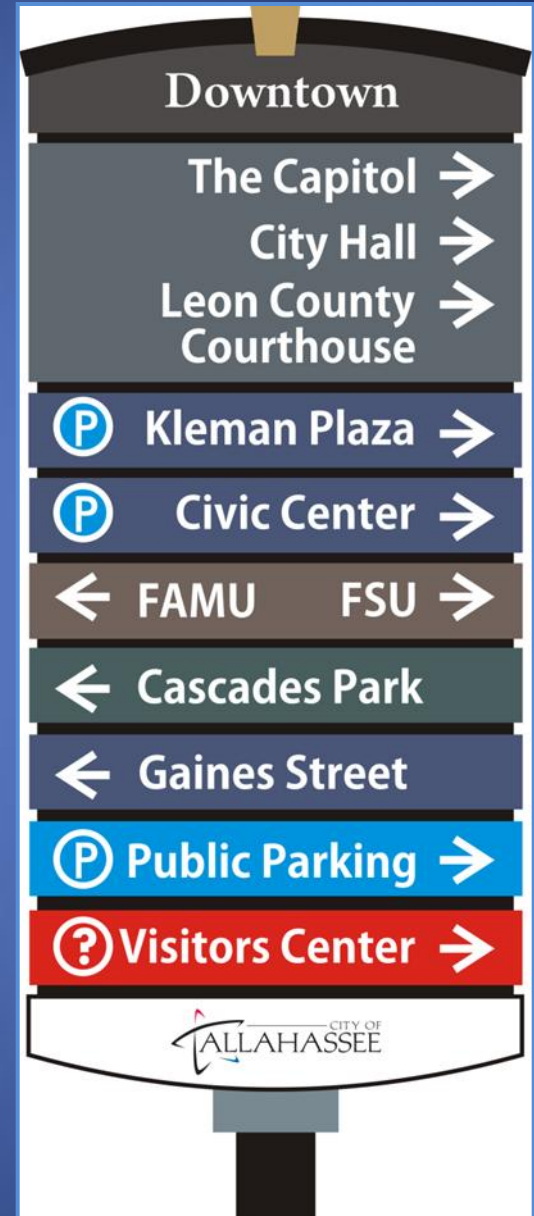 Downtown
The Capitol →
City Hall →
Leon County →
Courthouse
P Kleman Plaza →
P Civic Center →
← FAMU FSU →
← Cascades Park
← Gaines Street
P Public Parking →
? Visitors Center →
CITY OF
TALLAHASSEE